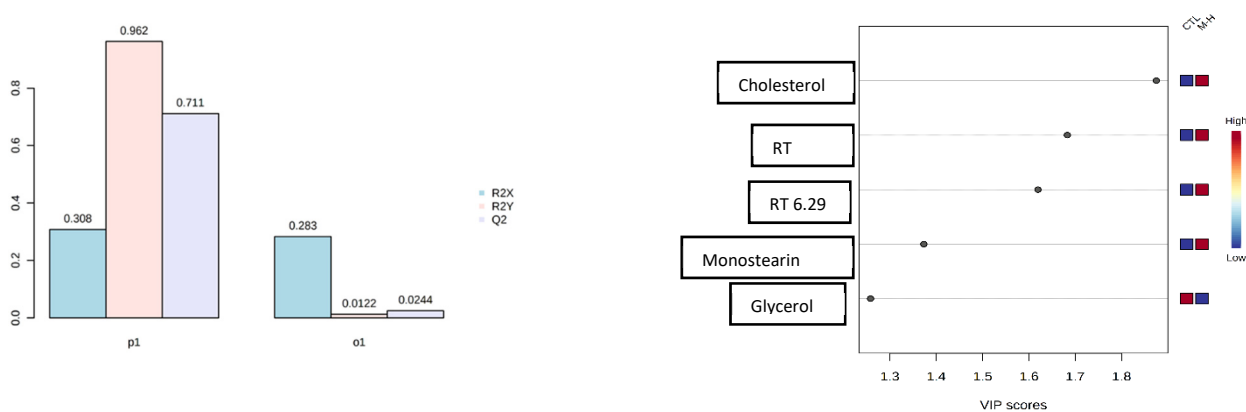 0.962
0.711
0.308
0.283
0.0122
0.0244
0.8
0.6
0.4
0.2
0.0
p1
o1
R2X
R2Y
Q2
CTL
M-H
Cholesterol
RT
RT 6.29
Monostearin
Glycerol
High
Low
1.3 1.4 1.5 1.6 1.7 1.8
VIP scores